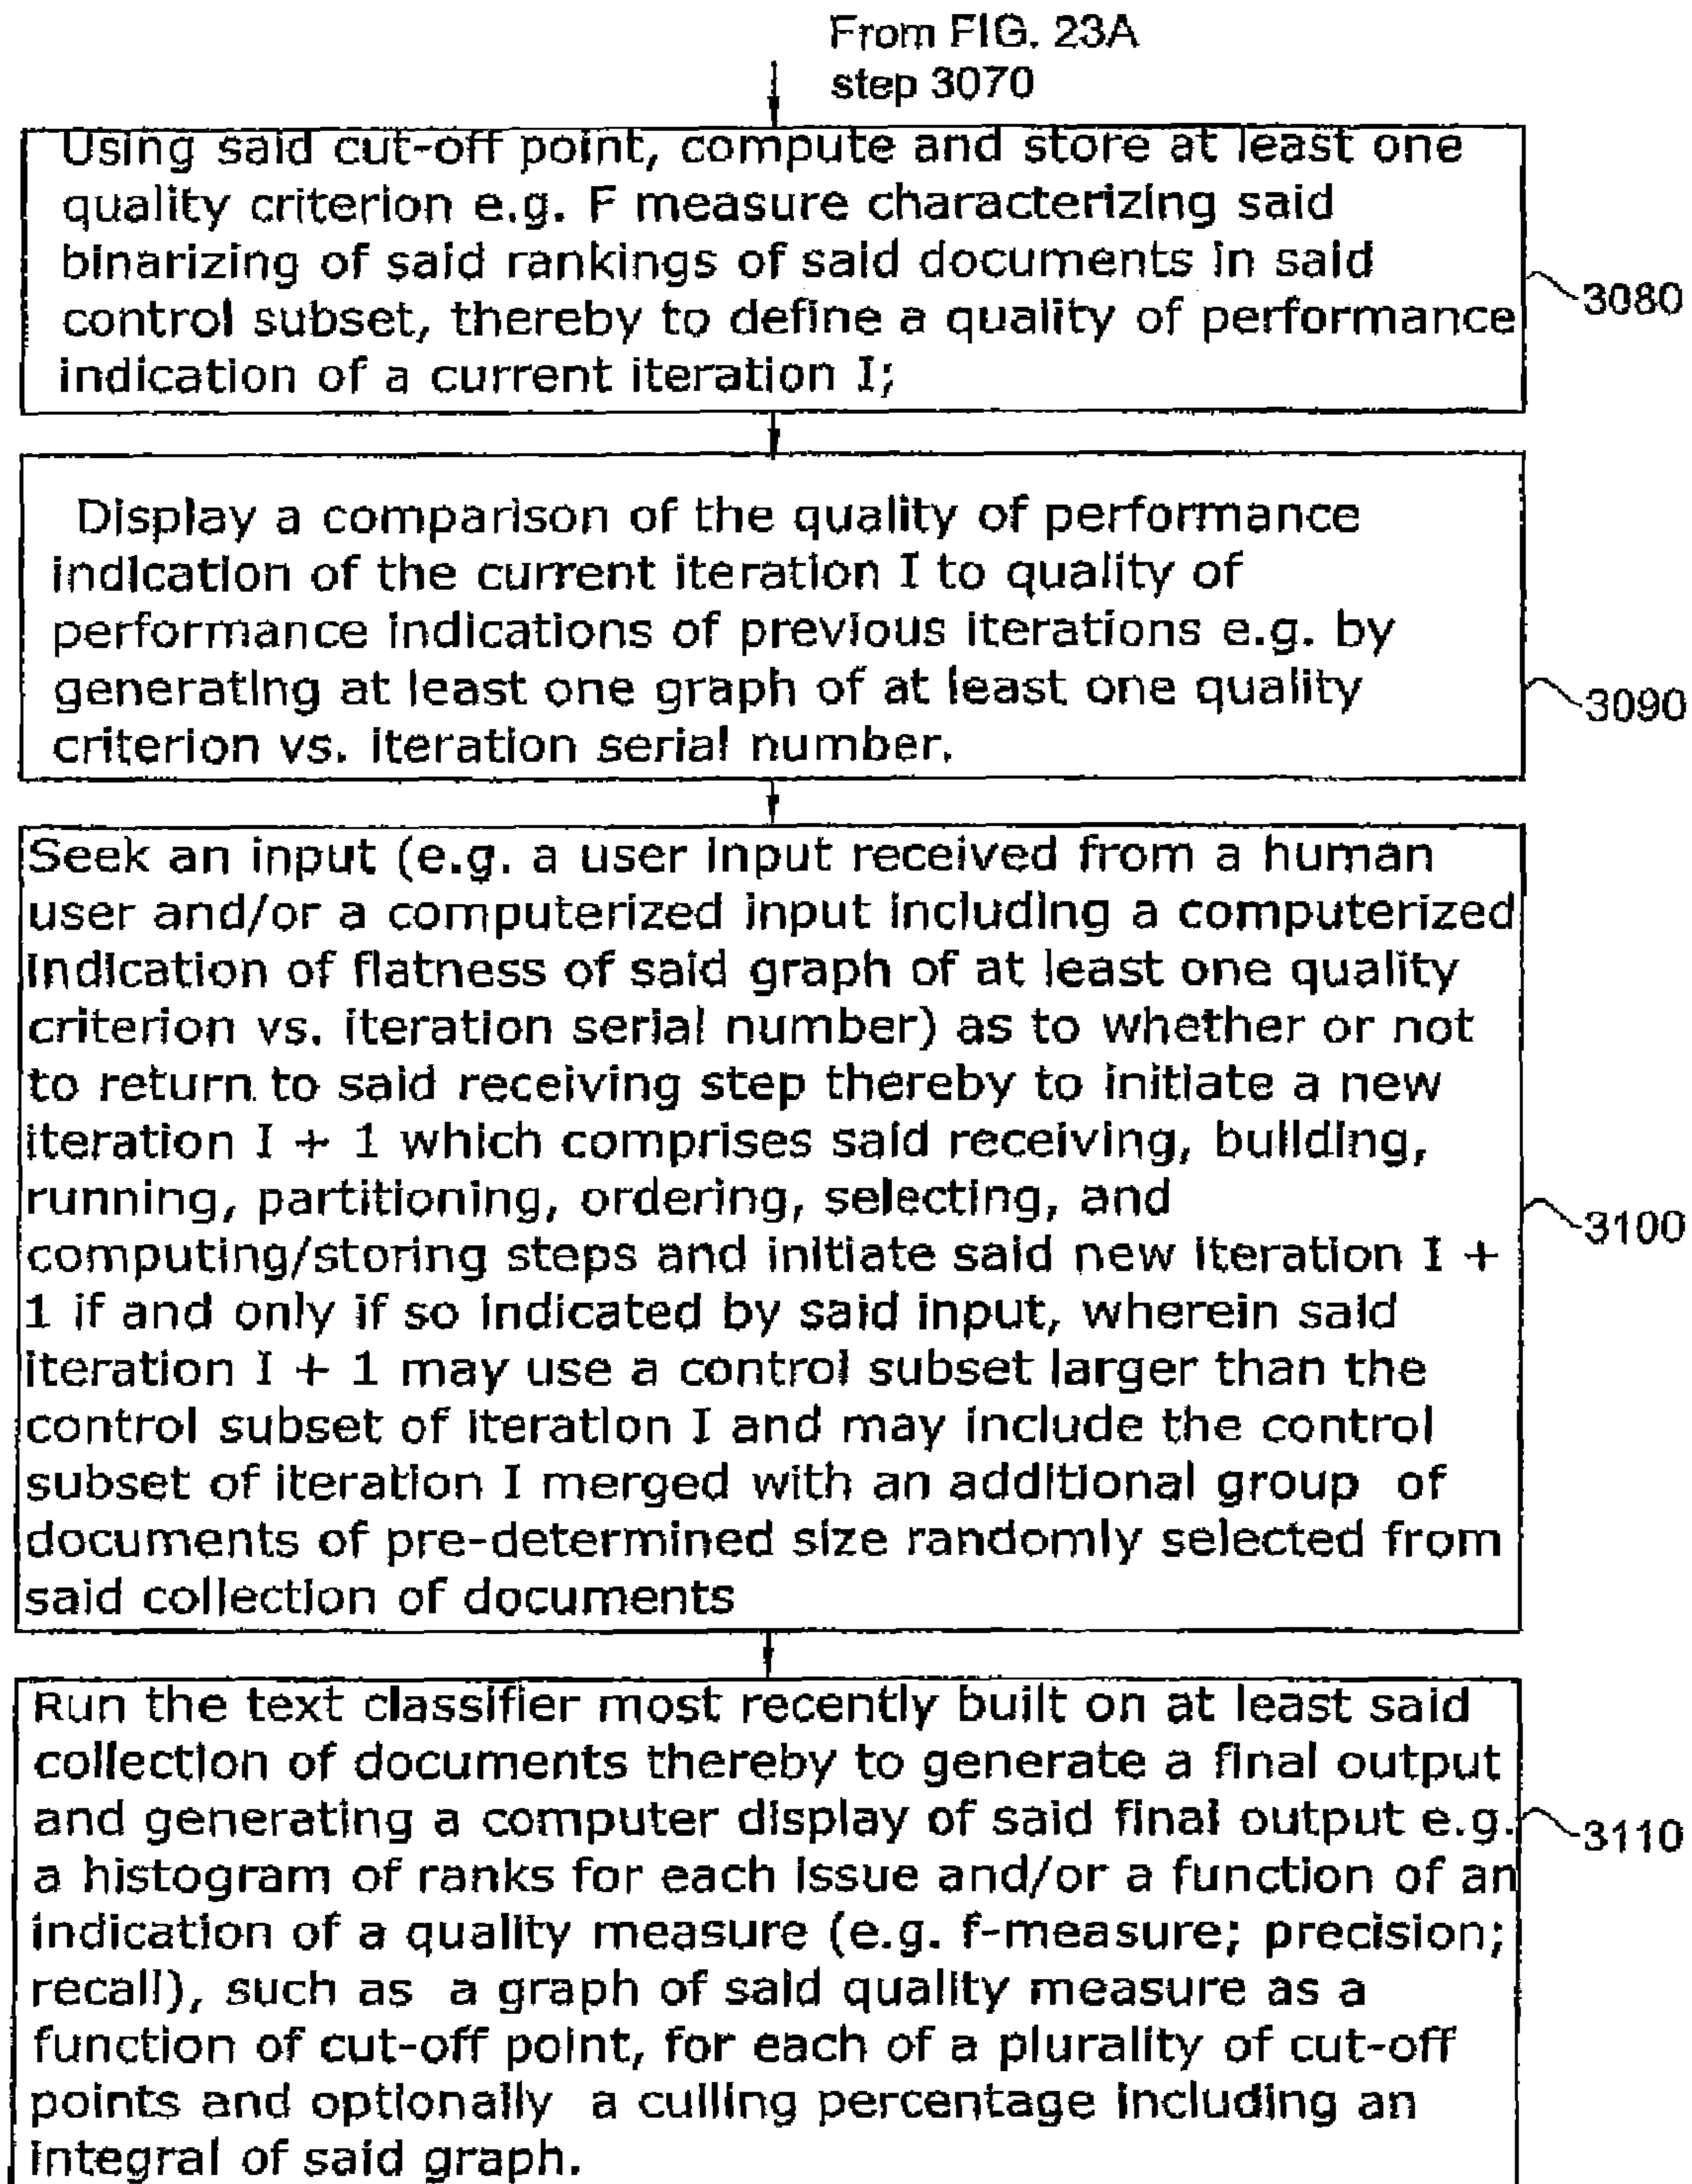 From FIG. 23A
step 3070
Using said cut-off point, compute and store at least one
quality criterion e.g. F measure characterizing said
binarizing of said rankings of said documents in said
control subset, thereby to define a quality of performance
indication of a current iteration I;
3080
Display a comparison of the quality of performance
indication of the current iteration I to quality of
performance indications of previous iterations e.g. by
generating at least one graph of at least one quality
criterion vs. iteration serial number.
3090
Seek an input (e.g. a user input received from a human
user and/or a computerized input including a computerized
indication of flatness of said graph of at least one quality
criterion vs. iteration serial number) as to whether or not
to return to said receiving step thereby to initiate a new
iteration I + 1 which comprises said receiving, building,
running, partitioning, ordering, selecting, and
computing/storing steps and initiate said new iteration I +
1 if and only if so indicated by said input, wherein said
iteration I + 1 may use a control subset larger than the
control subset of iteration I and may include the control
subset of iteration I merged with an additional group of
documents of pre-determined size randomly selected from
said collection of documents
3100
Run the text classifier most recently built on at least said
collection of documents thereby to generate a final output
and generating a computer display of said final output e.g.
a histogram of ranks for each issue and/or a function of an
indication of a quality measure (e.g. f-measure; precision;
recall), such as a graph of said quality measure as a
function of cut-off point, for each of a plurality of cut-off
points and optionally a culling percentage including an
integral of said graph.
3110